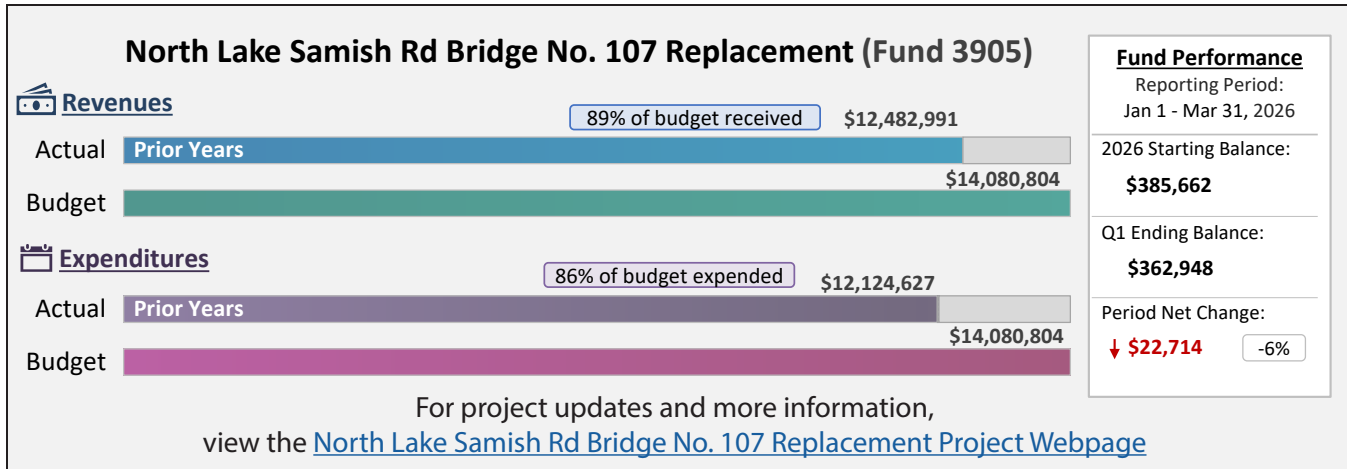 North Lake Samish Rd Bridge No. 107 Replacement (Fund 3905)
Revenues
89% of budget received
$12,482,991
Actual
Prior Years
$14,080,804
Budget
Expenditures
86% of budget expended
$12,124,627
Actual
Prior Years
$14,080,804
Budget
Fund Performance
Reporting Period:
Jan 1 - Mar 31, 2026
2026 Starting Balance:
$385,662
Q1 Ending Balance:
$362,948
Period Net Change:
↓ $22,714 -6%
For project updates and more information,
view the North Lake Samish Rd Bridge No. 107 Replacement Project Webpage